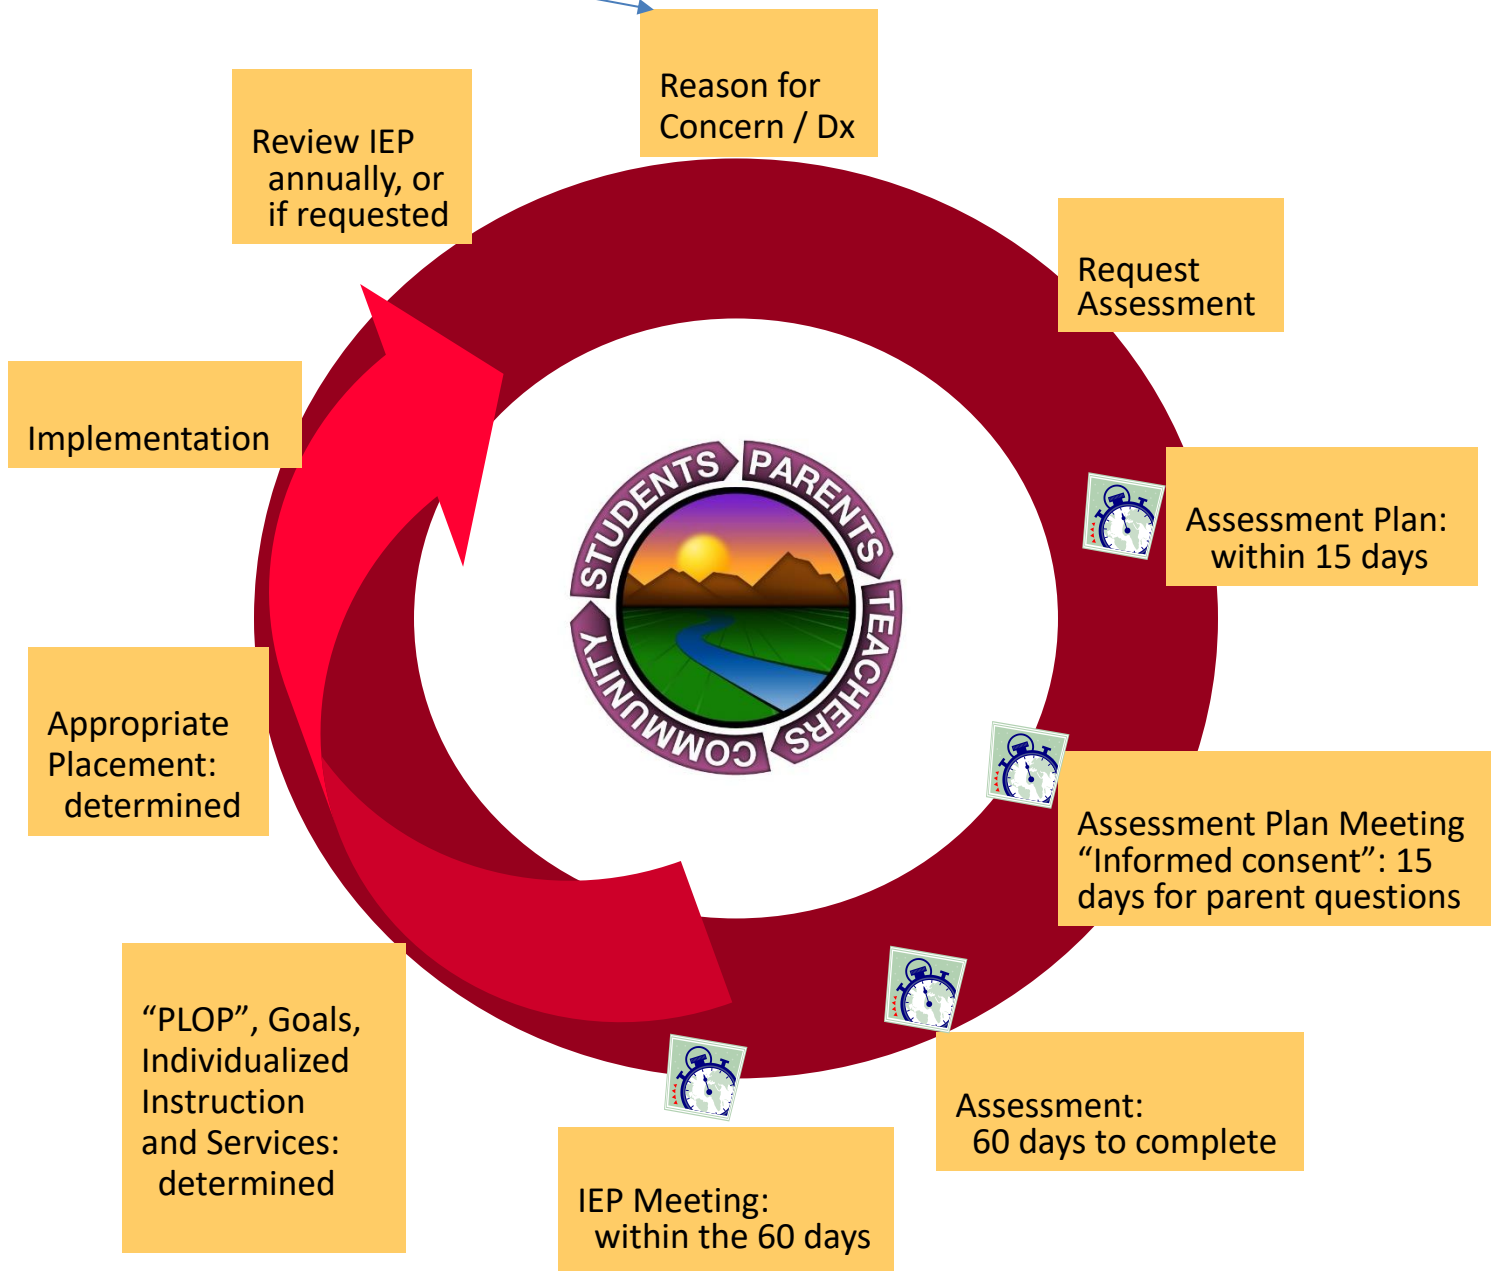 Reason for
Concern / Dx
Request
Assessment
Assessment Plan:
within 15 days
Assessment Plan Meeting
“Informed consent”: 15
days for parent questions
Assessment:
60 days to complete
IEP Meeting:
within the 60 days
“PLOP”, Goals,
Individualized
Instruction
and Services:
determined
Appropriate
Placement:
determined
Implementation
Review IEP
annually, or
if requested
STUDENTS
PARENTS
TEACHERS
COMMUNITY